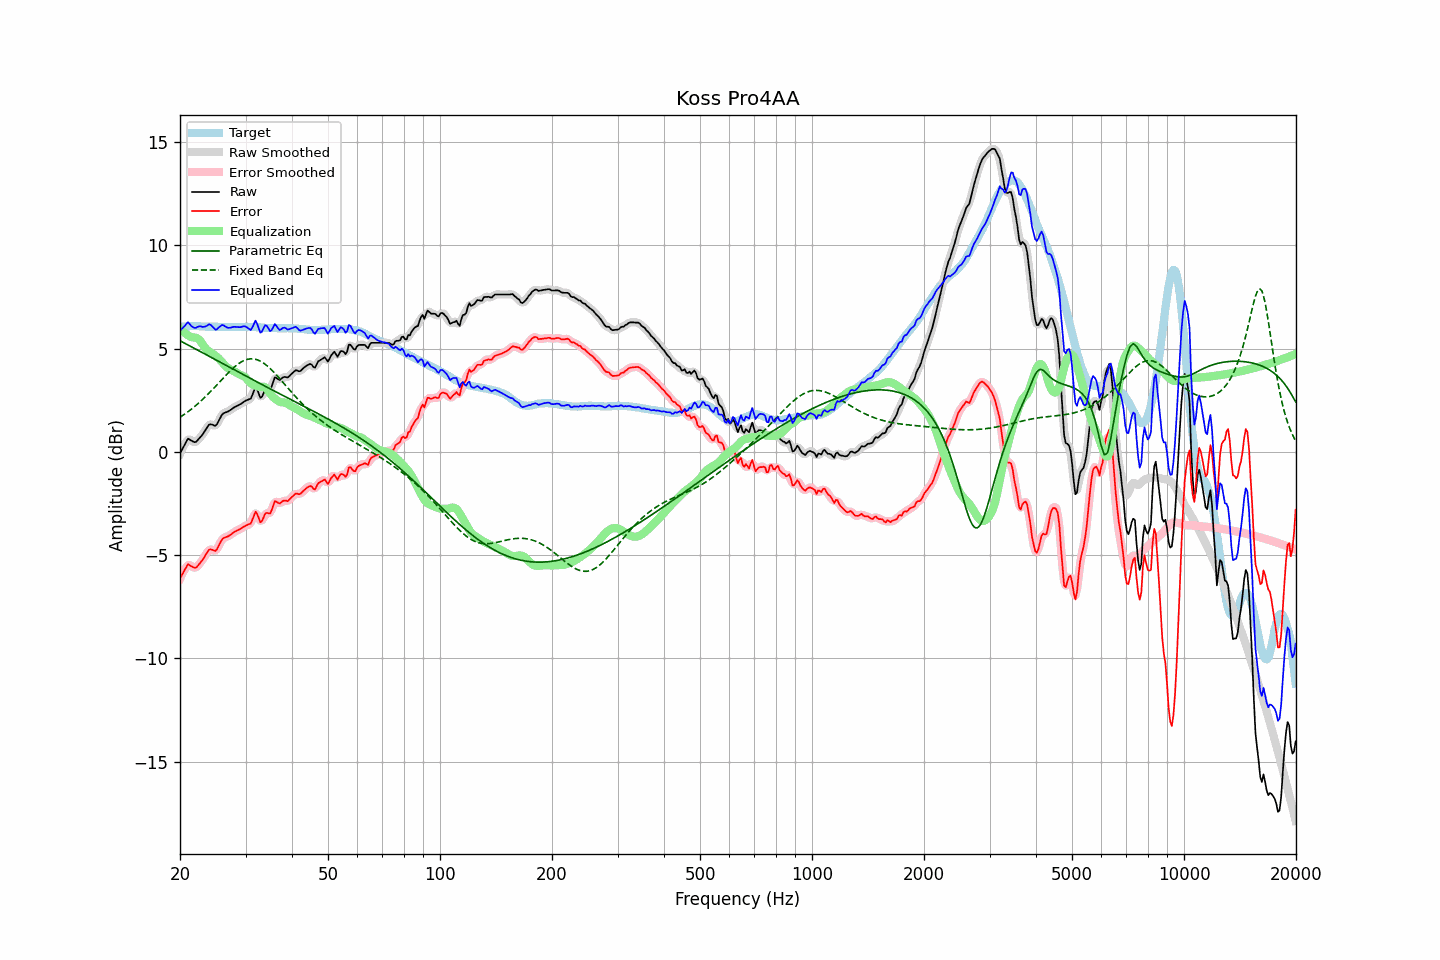 Koss Pro4AA
Target
Raw Smoothed
Error Smoothed
Raw
Error
Equalization
Parametric Eq
Fixed Band Eq
Equalized
15
10
5
0
−5
−10
−15
Amplitude (dBr)
20 50 100 200 500 1000 2000 5000 10000 20000
Frequency (Hz)